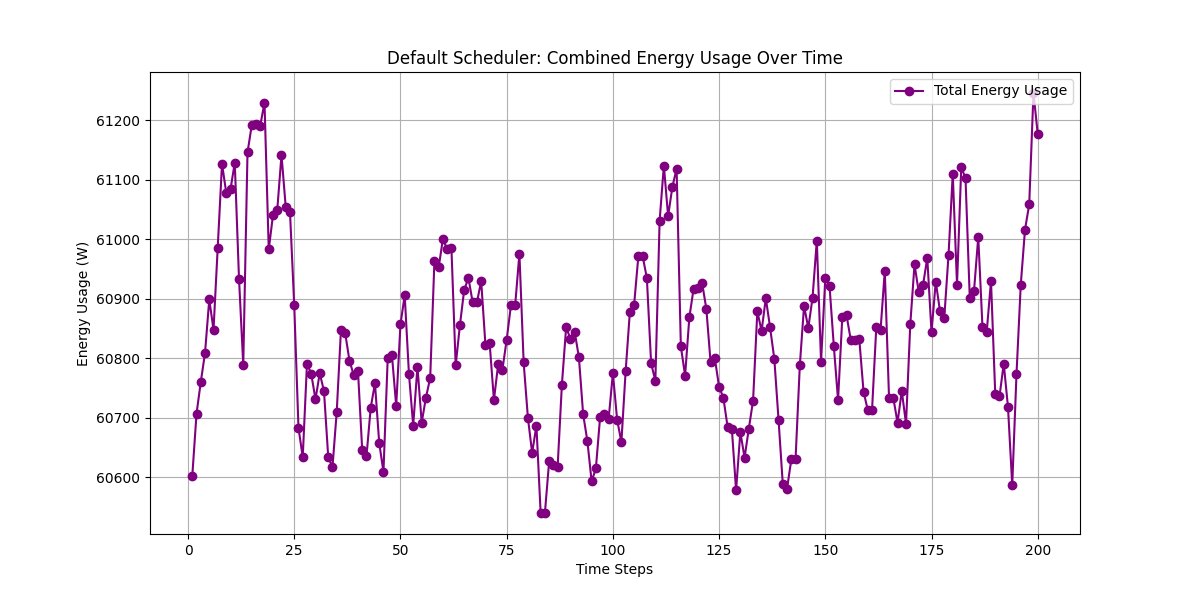 Default Scheduler: Combined Energy Usage Over Time
Total Energy Usage
Energy Usage (W)
61200
61100
61000
60900
60800
60700
60600
0 25 50 75 100 125 150 175 200
Time Steps